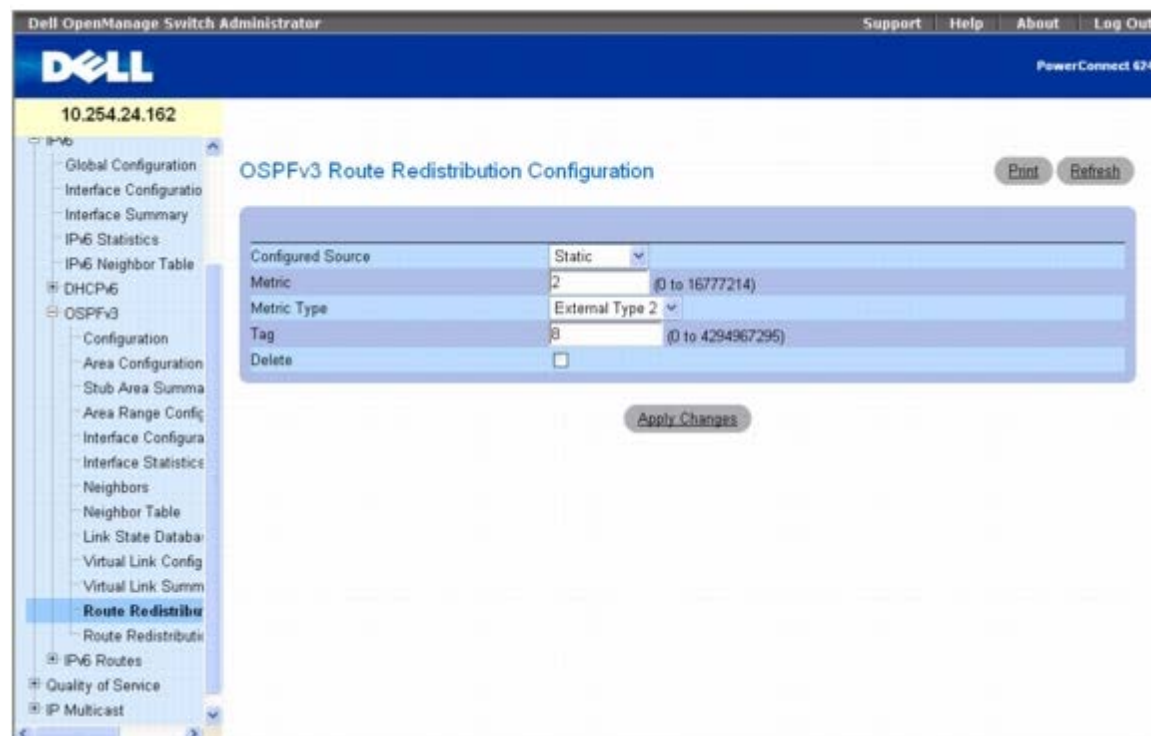 Dell OpenManage Switch Administrator
Support Help About Log Out
DELL
PowerConnect 624
10.254.24.162
IPv6
Global Configuration
Interface Configuratio
Interface Summary
IPv6 Statistics
IPv6 Neighbor Table
DHCPv6
OSPFv3
Configuration
Area Configuration
Stub Area Summa
Area Range Config
Interface Configura
Interface Statistics
Neighbors
Neighbor Table
Link State Databa
Virtual Link Config
Virtual Link Summ
Route Redistribu
Route Redistributi
IPv6 Routes
Quality of Service
IP Multicast
OSPFv3 Route Redistribution Configuration
Print Refresh
Configured Source Static
Metric 2 (0 to 16777214)
Metric Type External Type 2
Tag 8 (0 to 4294967295)
Delete
Apply Changes